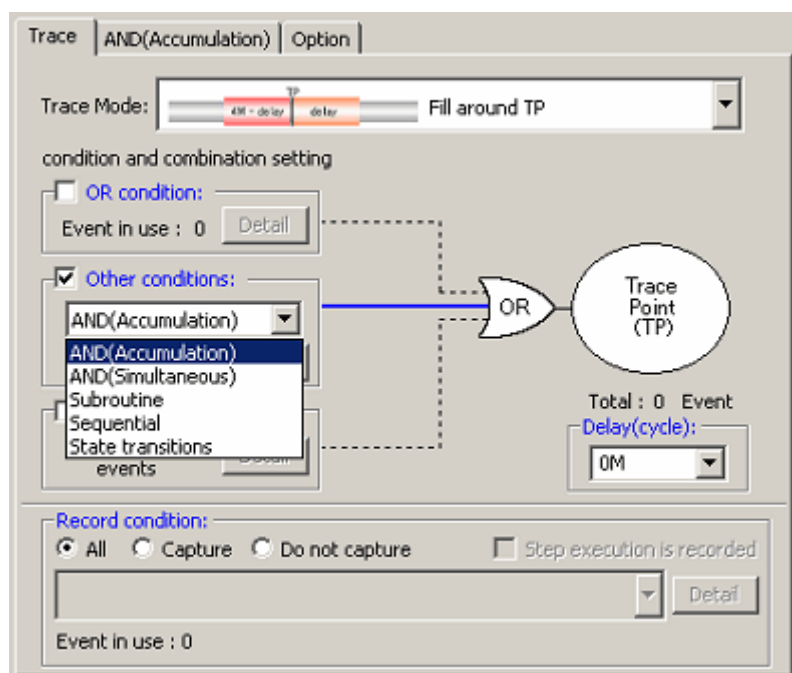 Trace AND(Accumulation) Option
Trace Mode: TP 4M - delay delay Fill around TP
condition and combination setting
OR condition:
Event in use : 0 Detail
Other conditions:
AND(Accumulation)
AND(Accumulation)
AND(Simultaneous)
Subroutine
Sequential
State transitions
events
OR
Trace
Point
(TP)
Total : 0 Event
Delay(cycle):
0M
Record condition:
All Capture Do not capture Step execution is recorded
Detail
Event in use : 0